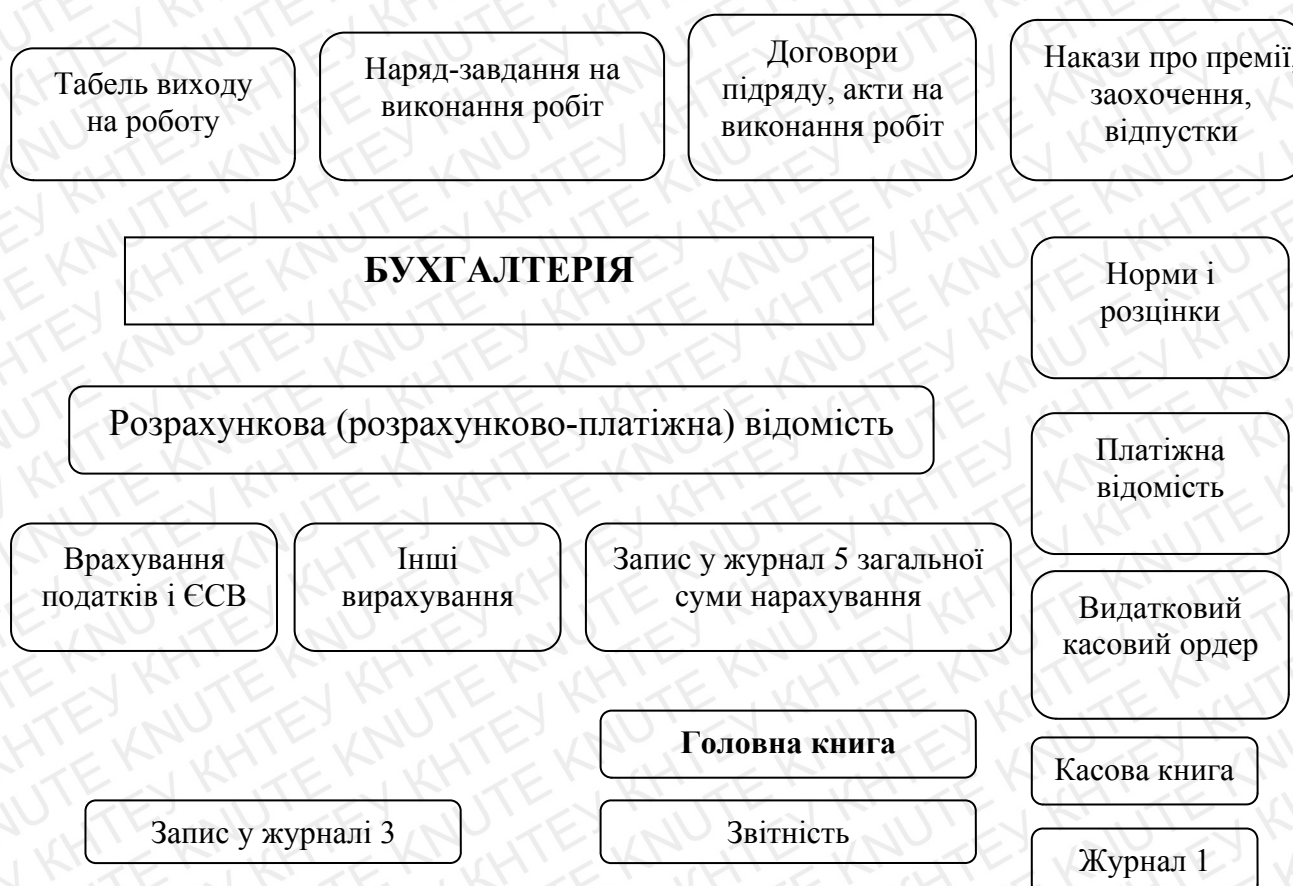 Табель виходу
на роботу
Наряд-завдання на
виконання робіт
Договори
підряду, акти на
виконання робіт
Накази про премії,
заохочення,
відпустки
БУХГАЛТЕРІЯ
Норми і
розцінки
Розрахункова (розрахунково-платіжна) відомість
Платіжна
відомість
Врахування
податків і ЄСВ
Інші
вирахування
Запис у журнал 5 загальної
суми нарахування
Видатковий
касовий ордер
Головна книга
Касова книга
Запис у журналі 3
Звітність
Журнал 1